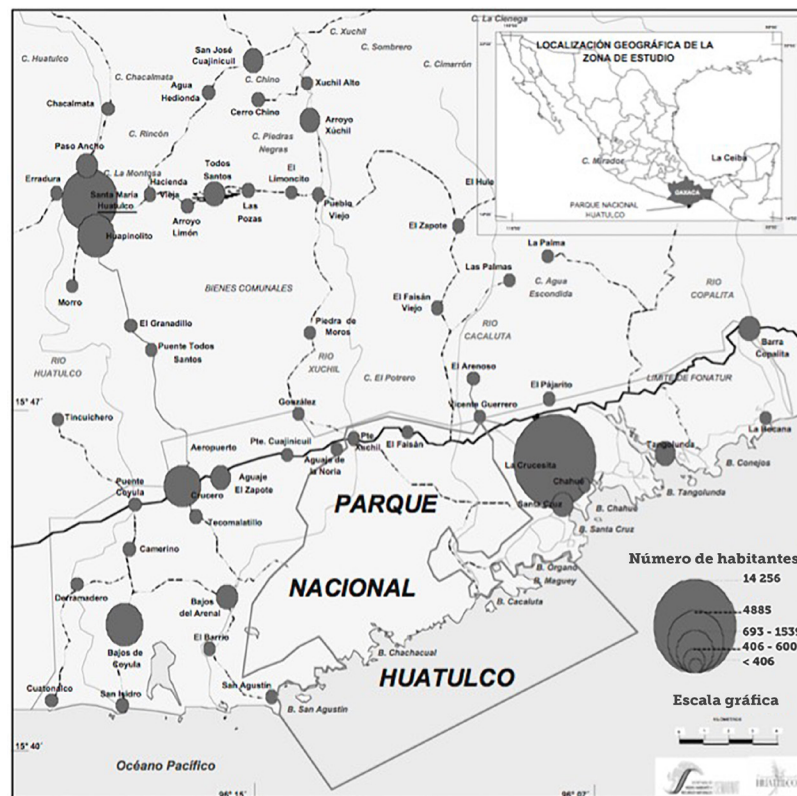 C. La Cienega
C. Xuchil
C. Sombrero
C. Huatulco
San José
Cuajinicuil
C. Chacalmata
C. Chino
C. Cimarrón
Xuchil Alto
Agua
Hedionda
Chacalmata
Cerro Chino
C. Rincón
C. Piedras
Negras
Arroyo
Xúchil
Paso Ancho
C. La Montosa
Todos
Santos
El
Limoncito
Erradura
Santa María
Huatulco
Hacienda
Vieja
Arroyo
Limón
Las
Pozas
Pueblo
Viejo
El Hule
Huapinolito
El Zapote
LOCALIZACIÓN GEOGRÁFICA DE LA
ZONA DE ESTUDIO
C. Mirador
La Ceiba
OAXACA
PARQUE NACIONAL
HUATULCO
La Palma
Las Palmas
C. Agua
Escondida
RIO
COPALITA
Morro
BIENES COMUNALES
El Faisán
Viejo
El Granadillo
Piedra de
Moros
RIO
CACALUTA
Puente Todos
Santos
Barra
Copalita
RIO
HUATULCO
RIO
XUCHIL
C. El Potrero
El Arenoso
LIMITE DE FONATUR
El Pájarito
15° 47
Tincuichero
González
Vicente Guerrero
La Bocana
Aeropuerto
Pte. Cuajinicuil
Pte.
Xuchil
El Faisán
Aguaje de
la Noria
Tangolunda
B. Conejos
Puente
Coyula
Crucero
Aguaje
El Zapote
La Crucesita
Chahué
B. Tangolunda
Santa Cruz
B. Chahué
B. Santa Cruz
Tecomalatillo
PARQUE
NACIONAL
HUATULCO
Camerino
Derramadero
Bajos
del Arenal
B. Organo
B. Maguey
B. Cacaluta
Bajos de
Coyula
El Barrio
B. Chachacual
Cuatonalco
San Isidro
San Agustín
B. San Agustín
Número de habitantes
14 256
4885
693 - 1539
406 - 600
< 406
Escala gráfica
15° 40
Océano Pacífico
96° 15
96° 07